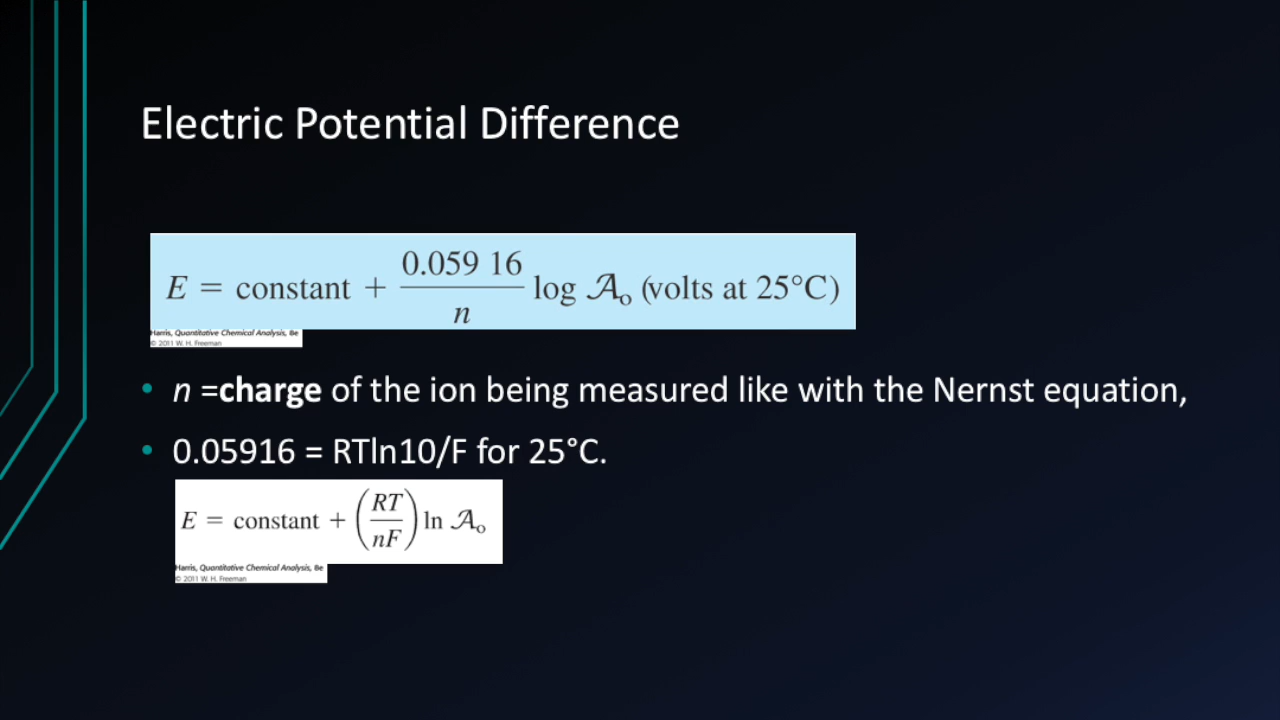 Electric Potential Difference
E = constant + 0.059 16 / n log 𝒜ₒ (volts at 25°C)
Harris, Quantitative Chemical Analysis, 8e
© 2011 W. H. Freeman
• n =charge of the ion being measured like with the Nernst equation,
• 0.05916 = RTln10/F for 25°C.
E = constant + (RT / nF) ln 𝒜ₒ
Harris, Quantitative Chemical Analysis, 8e
© 2011 W. H. Freeman